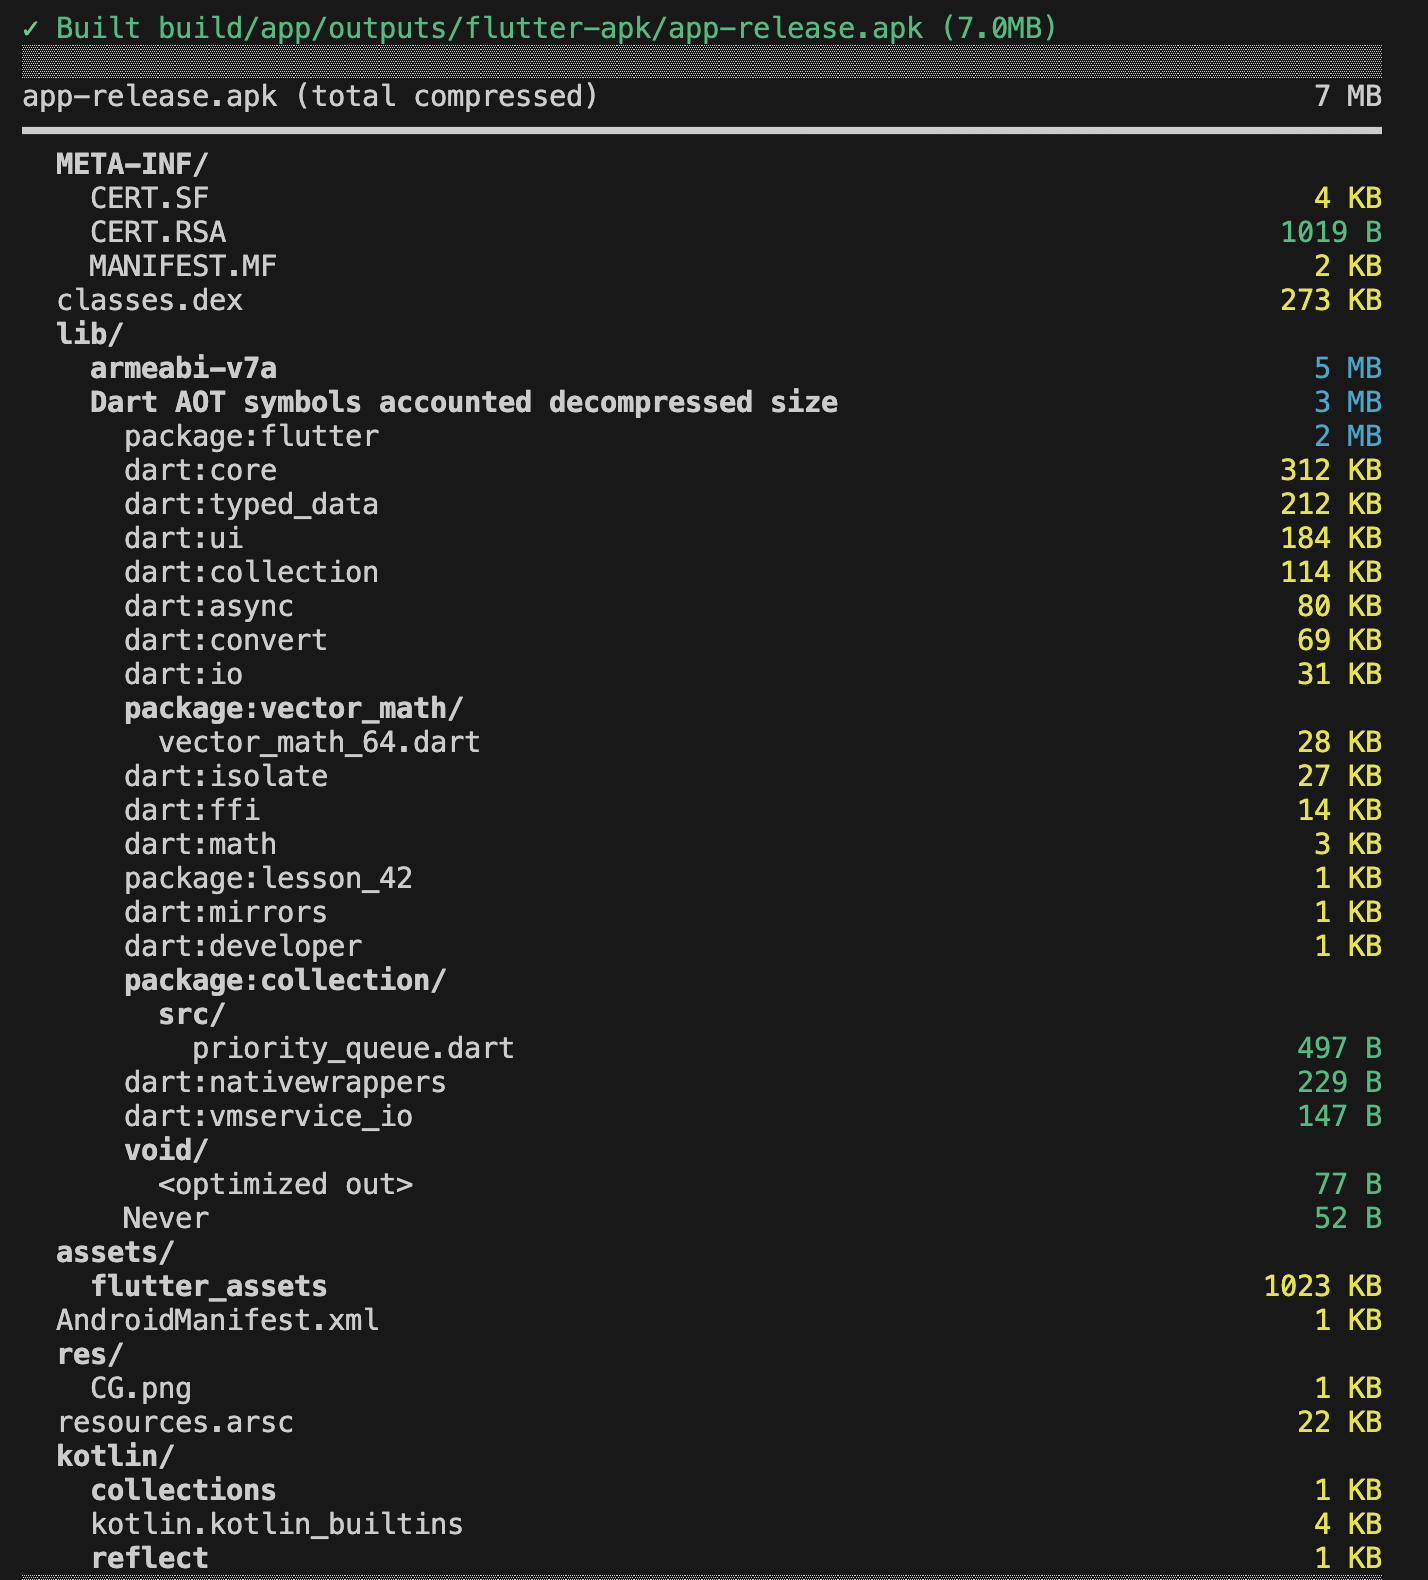 ✓ Built build/app/outputs/flutter-apk/app-release.apk (7.0MB)
app-release.apk (total compressed) 7 MB
META-INF/
CERT.SF 4 KB
CERT.RSA 1019 B
MANIFEST.MF 2 KB
classes.dex 273 KB
lib/
armeabi-v7a 5 MB
Dart AOT symbols accounted decompressed size 3 MB
package:flutter 2 MB
dart:core 312 KB
dart:typed_data 212 KB
dart:ui 184 KB
dart:collection 114 KB
dart:async 80 KB
dart:convert 69 KB
dart:io 31 KB
package:vector_math/
vector_math_64.dart 28 KB
dart:isolate 27 KB
dart:ffi 14 KB
dart:math 3 KB
package:lesson_42 1 KB
dart:mirrors 1 KB
dart:developer 1 KB
package:collection/
src/
priority_queue.dart 497 B
dart:nativewrappers 229 B
dart:vmservice_io 147 B
void/
<optimized out> 77 B
Never 52 B
assets/
flutter_assets 1023 KB
AndroidManifest.xml 1 KB
res/
CG.png 1 KB
resources.arsc 22 KB
kotlin/
collections 1 KB
kotlin.kotlin_builtins 4 KB
reflect 1 KB